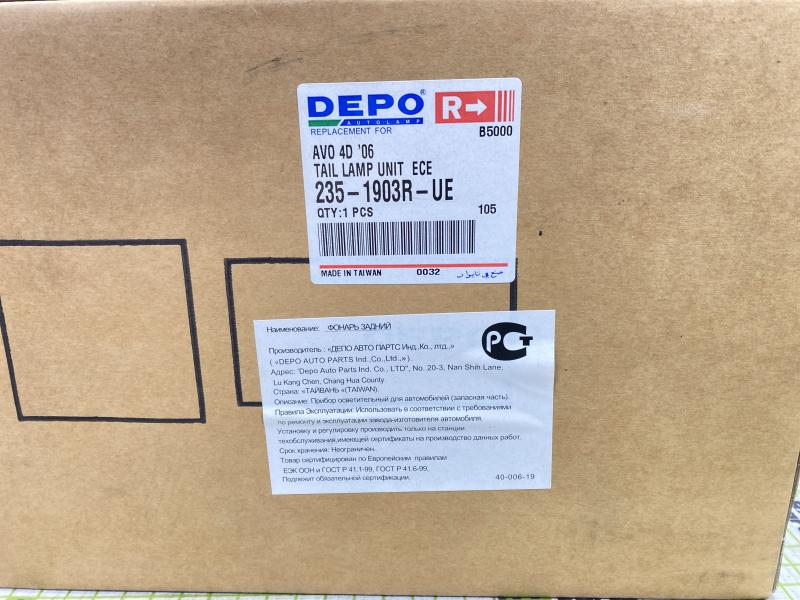 DEPO®
AUTOLAMP
REPLACEMENT FOR
R→
B5000
AVO 4D '06
TAIL LAMP UNIT ECE
235-1903R-UE
QTY:1 PCS
105
MADE IN TAIWAN 0032 صنع في تايوان
Наименование: ФОНАРЬ ЗАДНИЙ
Производитель : «ДЕПО АВТО ПАРТС Инд.,Ко., лтд.,»
( «DEPO AUTO PARTS Ind.,Co.,Ltd.,» ).
Адрес: "Depo Auto Parts Ind. Co., LTD", No. 20-3, Nan Shih Lane,
Lu Kang Chen, Chang Hua County
Страна: «ТАЙВАНЬ «(TAIWAN).
Описание: Прибор осветительный для автомобилей (запасная часть).
Правила Эксплуатации: Использовать в соответствии с требованиями
по ремонту и эксплуатации завода-изготовителя автомобиля.
Установку и регулировку производить только на станции
техобслуживания,имеющей сертификаты на производство данных работ.
Срок хранения: Неограничен.
Товар сертифицирован по Европейским правилам
ЕЭК ООН и ГОСТ Р 41.1-99, ГОСТ Р 41.6-99,
Подлежит обязательной сертификации.
40-006-19
РСТ